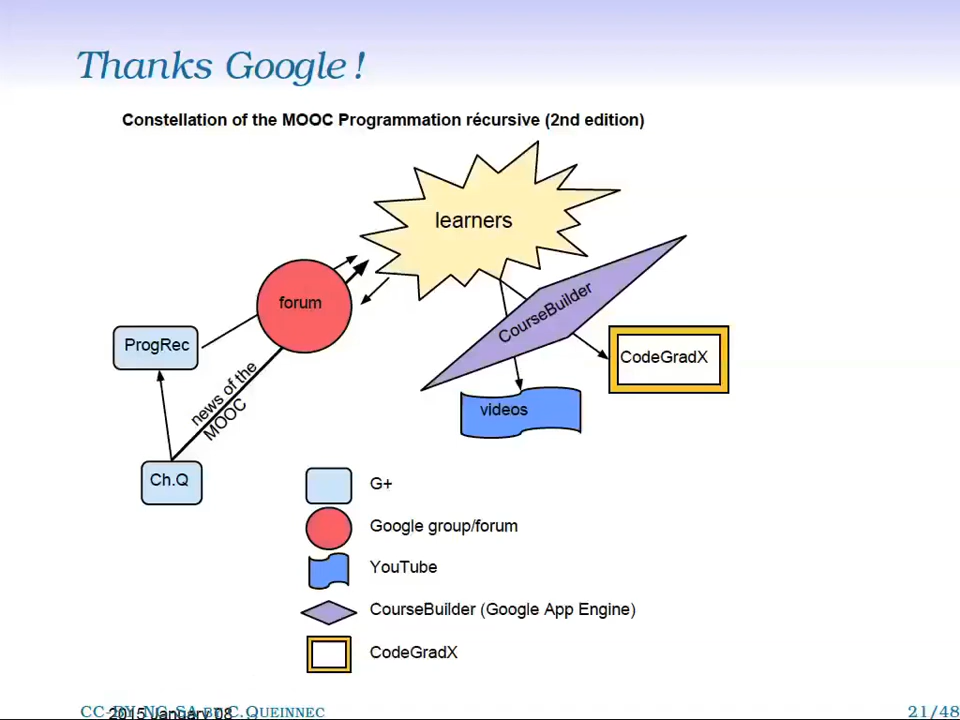 Thanks Google !
Constellation of the MOOC Programmation récursive (2nd edition)
learners
CourseBuilder
forum
ProgRec
CodeGradX
news of the
MOOC
videos
Ch.Q
G+
Google group/forum
YouTube
CourseBuilder (Google App Engine)
CodeGradX
CC-BY-NC-SA BY C.QUEINNEC
2015 January 08
21/48